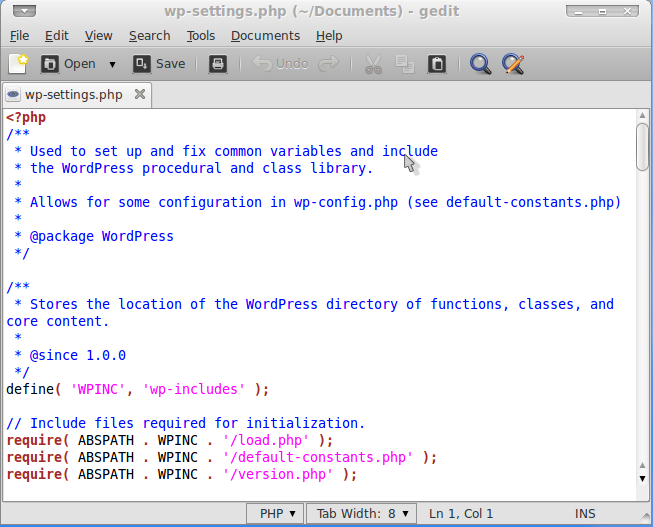 wp-settings.php (~/Documents) - gedit
File Edit View Search Tools Documents Help
Open Save Undo
wp-settings.php
<?php
/**
 * Used to set up and fix common variables and include
 * the WordPress procedural and class library.
 *
 * Allows for some configuration in wp-config.php (see default-constants.php)
 *
 * @package WordPress
 */
/**
 * Stores the location of the WordPress directory of functions, classes, and
core content.
 *
 * @since 1.0.0
 */
define( 'WPINC', 'wp-includes' );
// Include files required for initialization.
require( ABSPATH . WPINC . '/load.php' );
require( ABSPATH . WPINC . '/default-constants.php' );
require( ABSPATH . WPINC . '/version.php' );
PHP Tab Width: 8 Ln 1, Col 1 INS